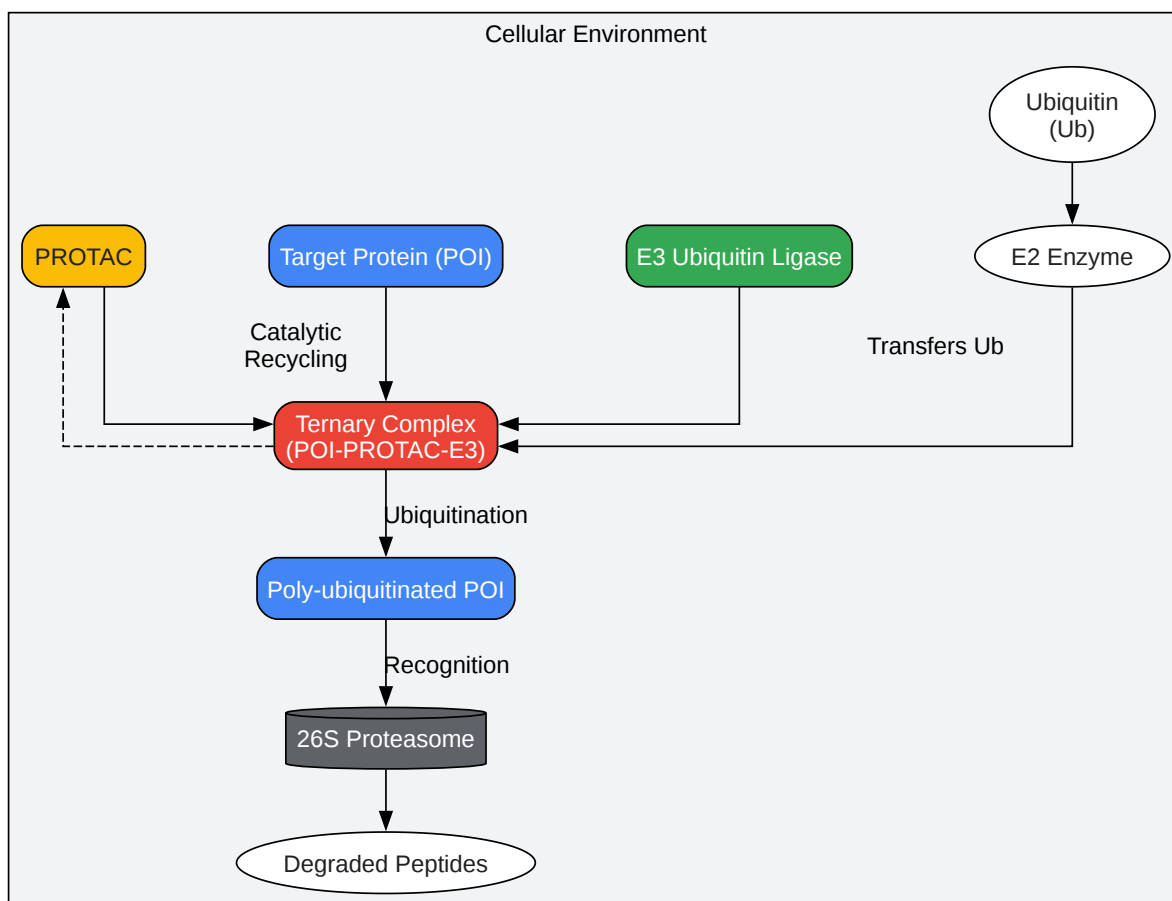 Cellular Environment
Ubiquitin
(Ub)
PROTAC
Target Protein (POI)
E3 Ubiquitin Ligase
E2 Enzyme
Catalytic
Recycling
Transfers Ub
Ternary Complex
(POI-PROTAC-E3)
Ubiquitination
Poly-ubiquitinated POI
Recognition
26S Proteasome
Degraded Peptides